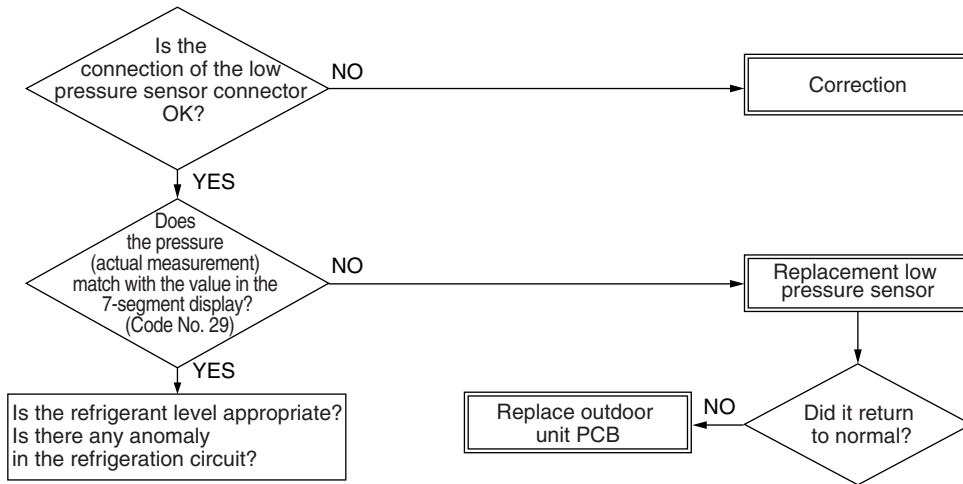 Is the
connection of the low
pressure sensor connector
OK?
NO
Correction
YES
Does
the pressure
(actual measurement)
match with the value in the
7-segment display?
(Code No. 29)
NO
Replacement low
pressure sensor
YES
Is the refrigerant level appropriate?
Is there any anomaly
in the refrigeration circuit?
Replace outdoor
unit PCB
NO
Did it return
to normal?